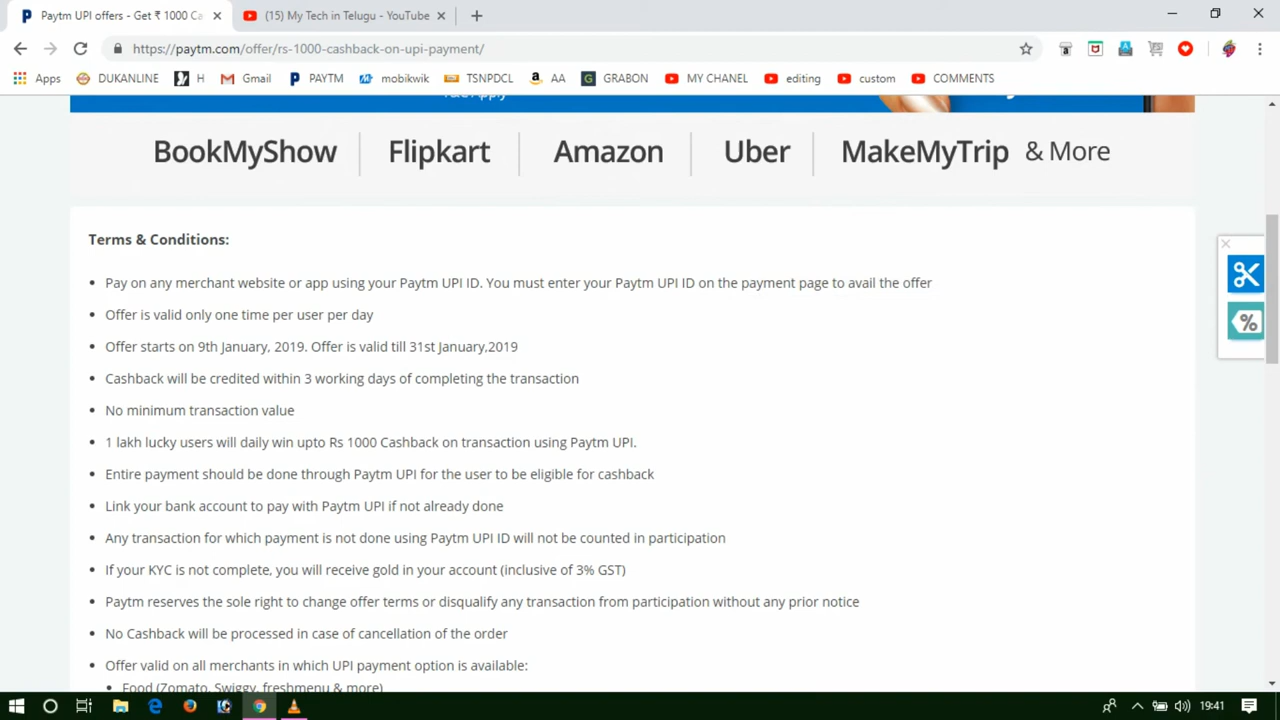 Paytm UPI offers - Get ₹ 1000 Ca
(15) My Tech in Telugu - YouTube
https://paytm.com/offer/rs-1000-cashback-on-upi-payment/
Apps DUKANLINE H Gmail PAYTM mobikwik TSNPDCL AA GRABON MY CHANEL editing custom COMMENTS
BookMyShow Flipkart Amazon Uber MakeMyTrip & More
Terms & Conditions:
• Pay on any merchant website or app using your Paytm UPI ID. You must enter your Paytm UPI ID on the payment page to avail the offer
• Offer is valid only one time per user per day
• Offer starts on 9th January, 2019. Offer is valid till 31st January,2019
• Cashback will be credited within 3 working days of completing the transaction
• No minimum transaction value
• 1 lakh lucky users will daily win upto Rs 1000 Cashback on transaction using Paytm UPI.
• Entire payment should be done through Paytm UPI for the user to be eligible for cashback
• Link your bank account to pay with Paytm UPI if not already done
• Any transaction for which payment is not done using Paytm UPI ID will not be counted in participation
• If your KYC is not complete, you will receive gold in your account (inclusive of 3% GST)
• Paytm reserves the sole right to change offer terms or disqualify any transaction from participation without any prior notice
• No Cashback will be processed in case of cancellation of the order
• Offer valid on all merchants in which UPI payment option is available:
• Food (Zomato, Swiggy, freshmenu & more)
19:41